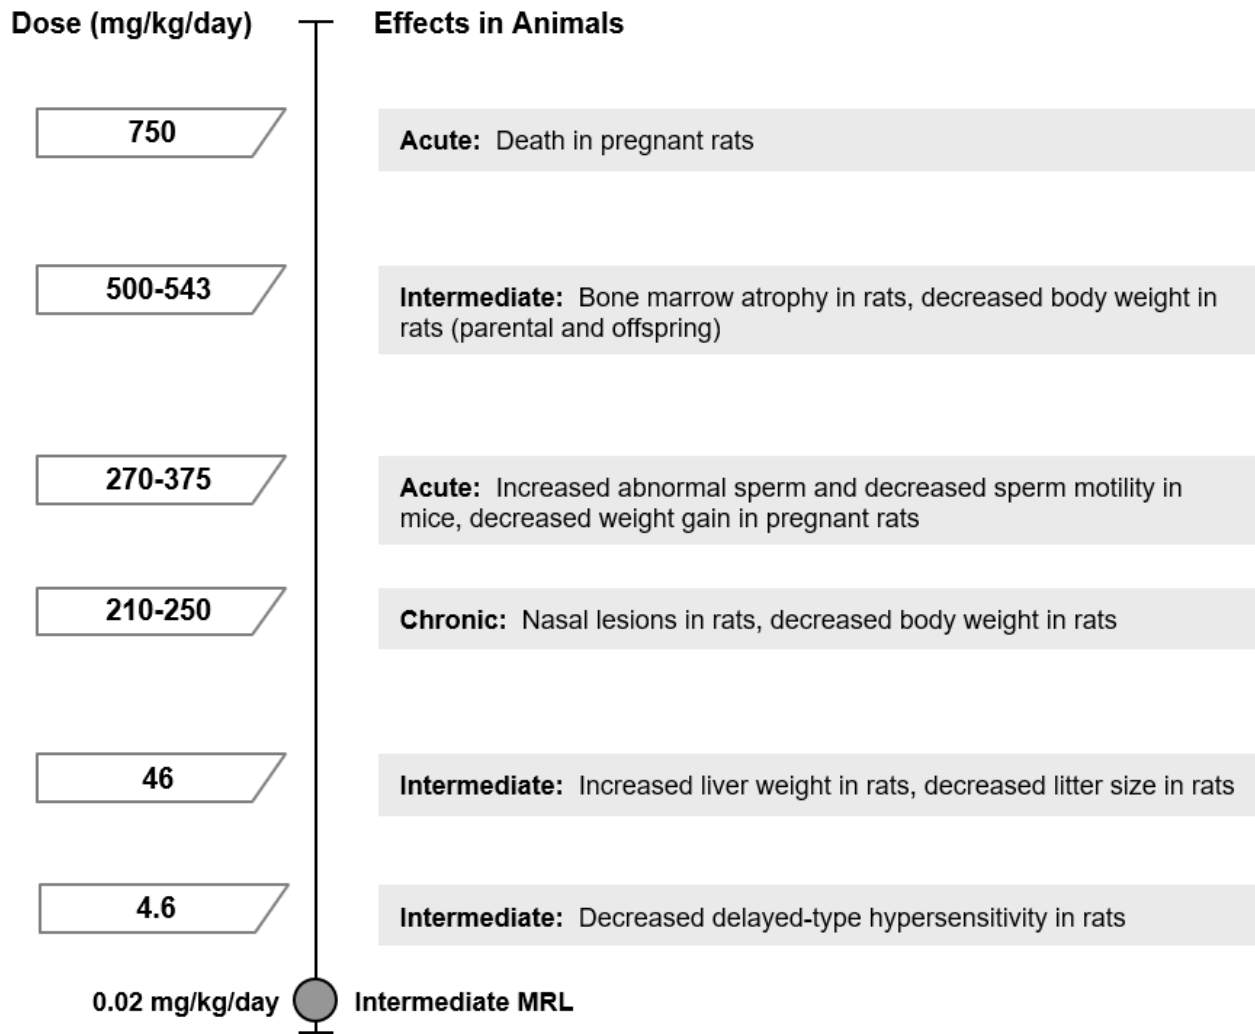 Dose (mg/kg/day)
Effects in Animals
750
Acute: Death in pregnant rats
500-543
Intermediate: Bone marrow atrophy in rats, decreased body weight in
rats (parental and offspring)
270-375
Acute: Increased abnormal sperm and decreased sperm motility in
mice, decreased weight gain in pregnant rats
210-250
Chronic: Nasal lesions in rats, decreased body weight in rats
46
Intermediate: Increased liver weight in rats, decreased litter size in rats
4.6
Intermediate: Decreased delayed-type hypersensitivity in rats
0.02 mg/kg/day
Intermediate MRL